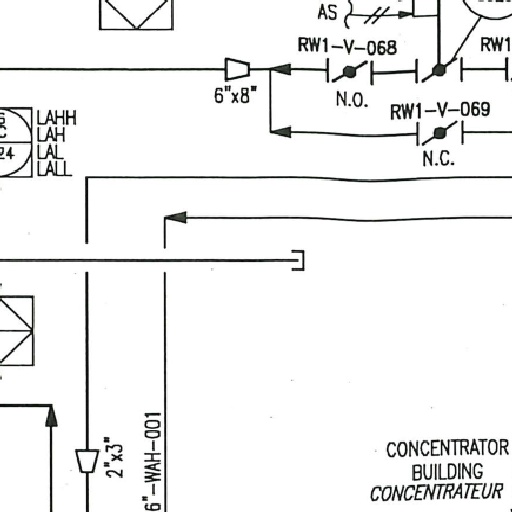 AS
RW1-V-068
RW1
6"x8"
N.O.
RW1-V-069
N.C.
C
24
LAHH
LAH
LAL
LALL
2"x3"
6"-WAH-001
CONCENTRATOR
BUILDING
CONCENTRATEUR